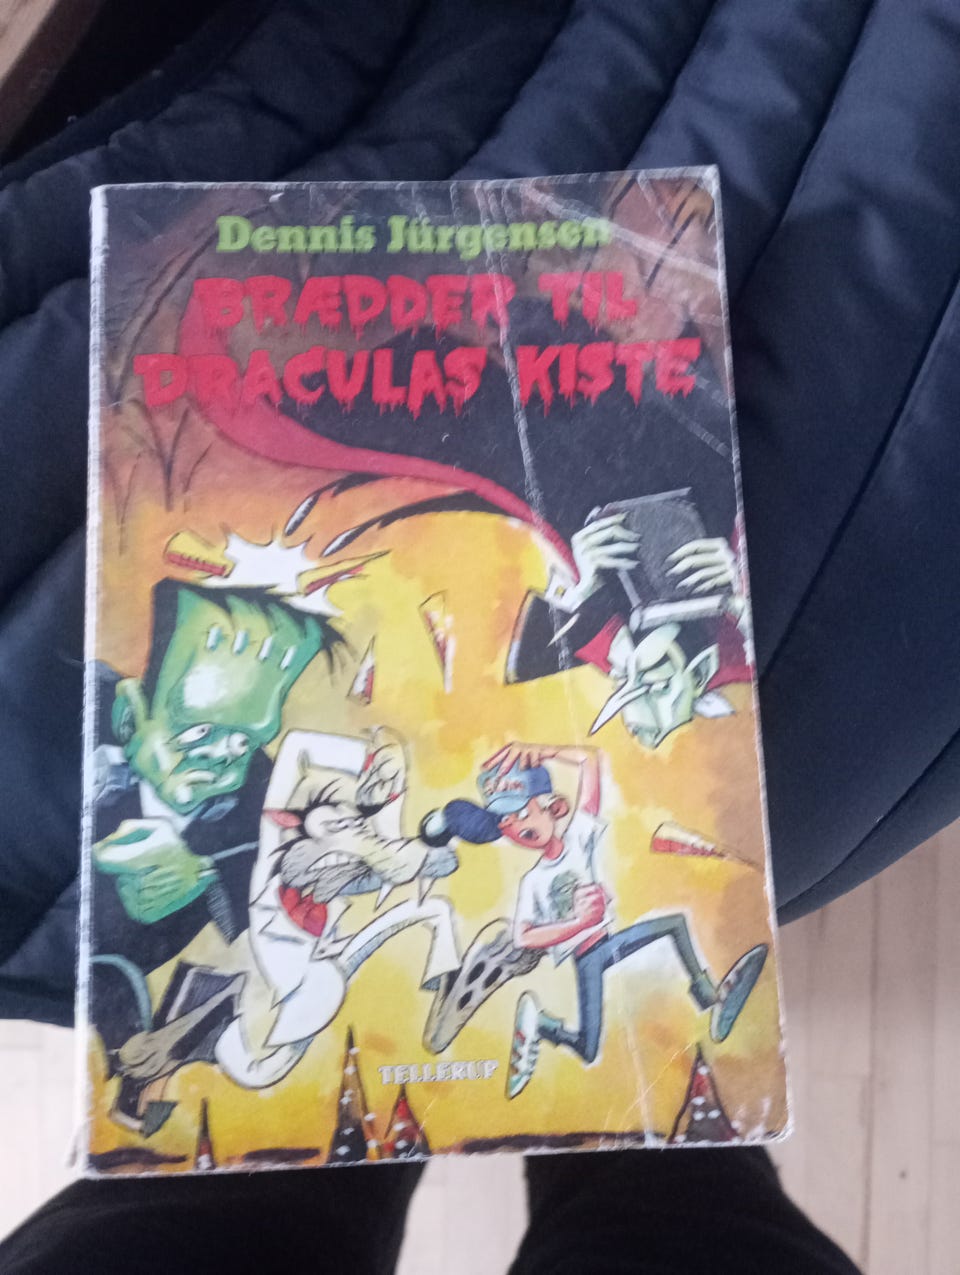 Dennis Jürgensen
BRÆDDER TIL
DRACULAS KISTE
TELLERUP